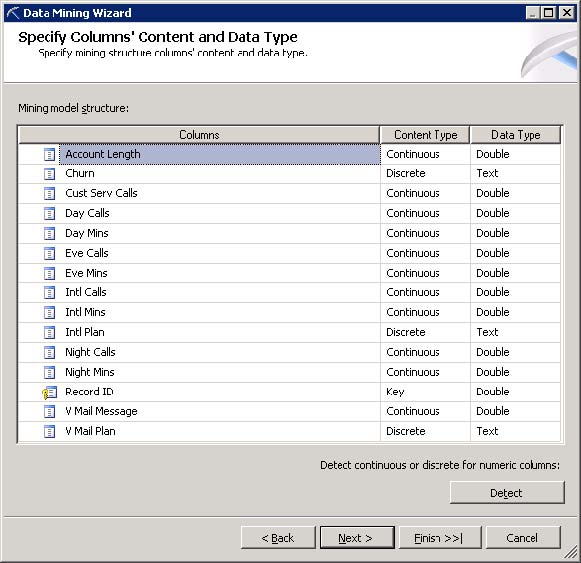 Data Mining Wizard
Specify Columns' Content and Data Type
Specify mining structure columns' content and data type.
Mining model structure:
Columns Content Type Data Type
Account Length Continuous Double
Churn Discrete Text
Cust Serv Calls Continuous Double
Day Calls Continuous Double
Day Mins Continuous Double
Eve Calls Continuous Double
Eve Mins Continuous Double
Intl Calls Continuous Double
Intl Mins Continuous Double
Intl Plan Discrete Text
Night Calls Continuous Double
Night Mins Continuous Double
Record ID Key Double
V Mail Message Continuous Double
V Mail Plan Discrete Text
Detect continuous or discrete for numeric columns:
Detect
< Back Next > Finish >>| Cancel